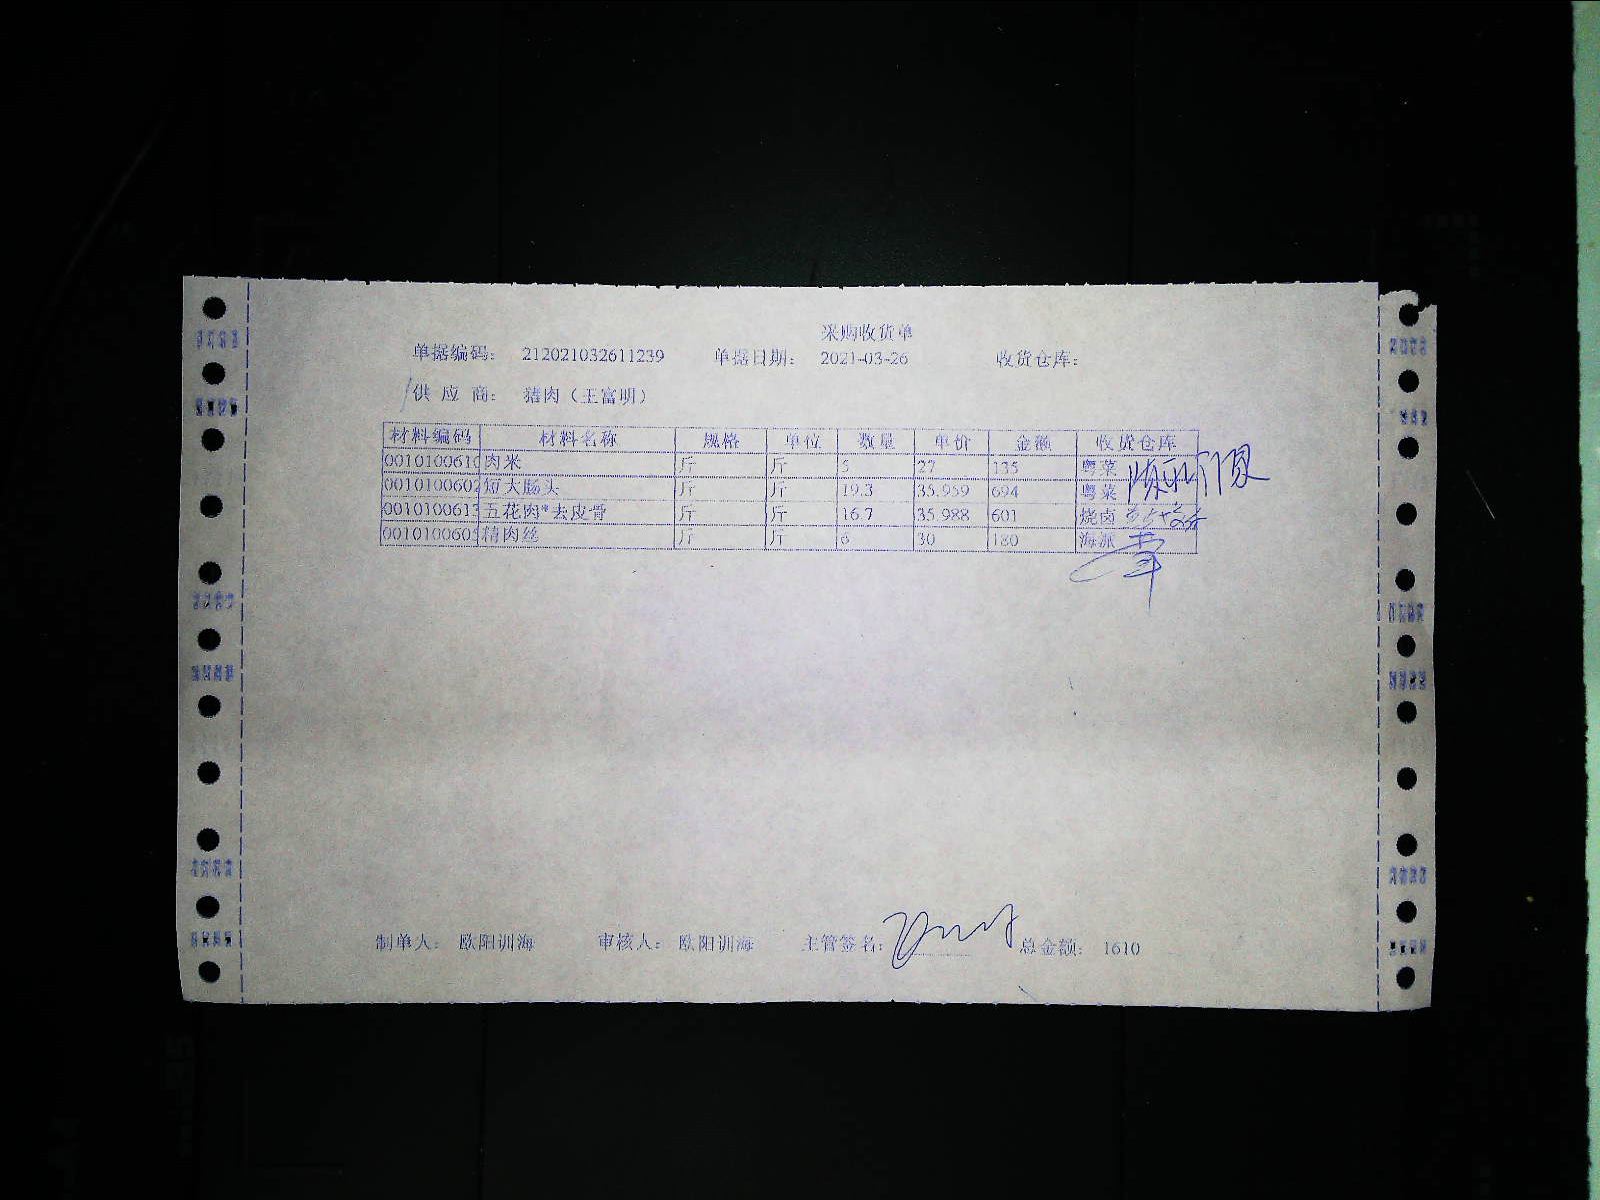 采购收货单
单据编码： 212021032611239 单据日期： 2021-03-26 收货仓库：
供 应 商： 猪肉（王富明）
材料编码 材料名称 规格 单位 数量 单价 金额 收货仓库
0010100610 肉米 斤 斤 5 27 135 粤菜
0010100602 短大肠头 斤 斤 19.3 35.959 694 粤菜
0010100613 五花肉*去皮骨 斤 斤 16.7 35.988 601 烧卤
0010100605 精肉丝 斤 斤 6 30 180 海派
制单人： 欧阳训海 审核人： 欧阳训海 主管签名： 总金额： 1610